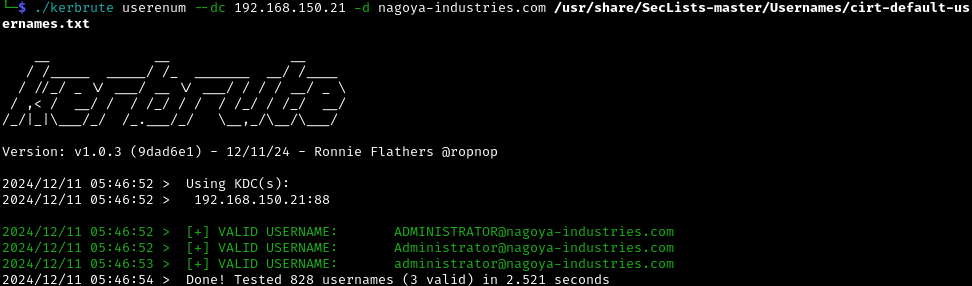 └─$ ./kerbrute userenum --dc 192.168.150.21 -d nagoya-industries.com /usr/share/SecLists-master/Usernames/cirt-default-us
ernames.txt
    __             __               __
   / /_____  _____/ /_  _______  __/ /____
  / //_/ _ \/ ___/ __ \/ ___/ / / / __/ _ \
 / ,< /  __/ /  / /_/ / /  / /_/ / /_/  __/
/_/|_|\___/_/  /_.___/_/   \__,_/\__/\___/
Version: v1.0.3 (9dad6e1) - 12/11/24 - Ronnie Flathers @ropnop
2024/12/11 05:46:52 >  Using KDC(s):
2024/12/11 05:46:52 >   192.168.150.21:88
2024/12/11 05:46:52 >  [+] VALID USERNAME:       ADMINISTRATOR@nagoya-industries.com
2024/12/11 05:46:52 >  [+] VALID USERNAME:       Administrator@nagoya-industries.com
2024/12/11 05:46:53 >  [+] VALID USERNAME:       administrator@nagoya-industries.com
2024/12/11 05:46:54 >  Done! Tested 828 usernames (3 valid) in 2.521 seconds